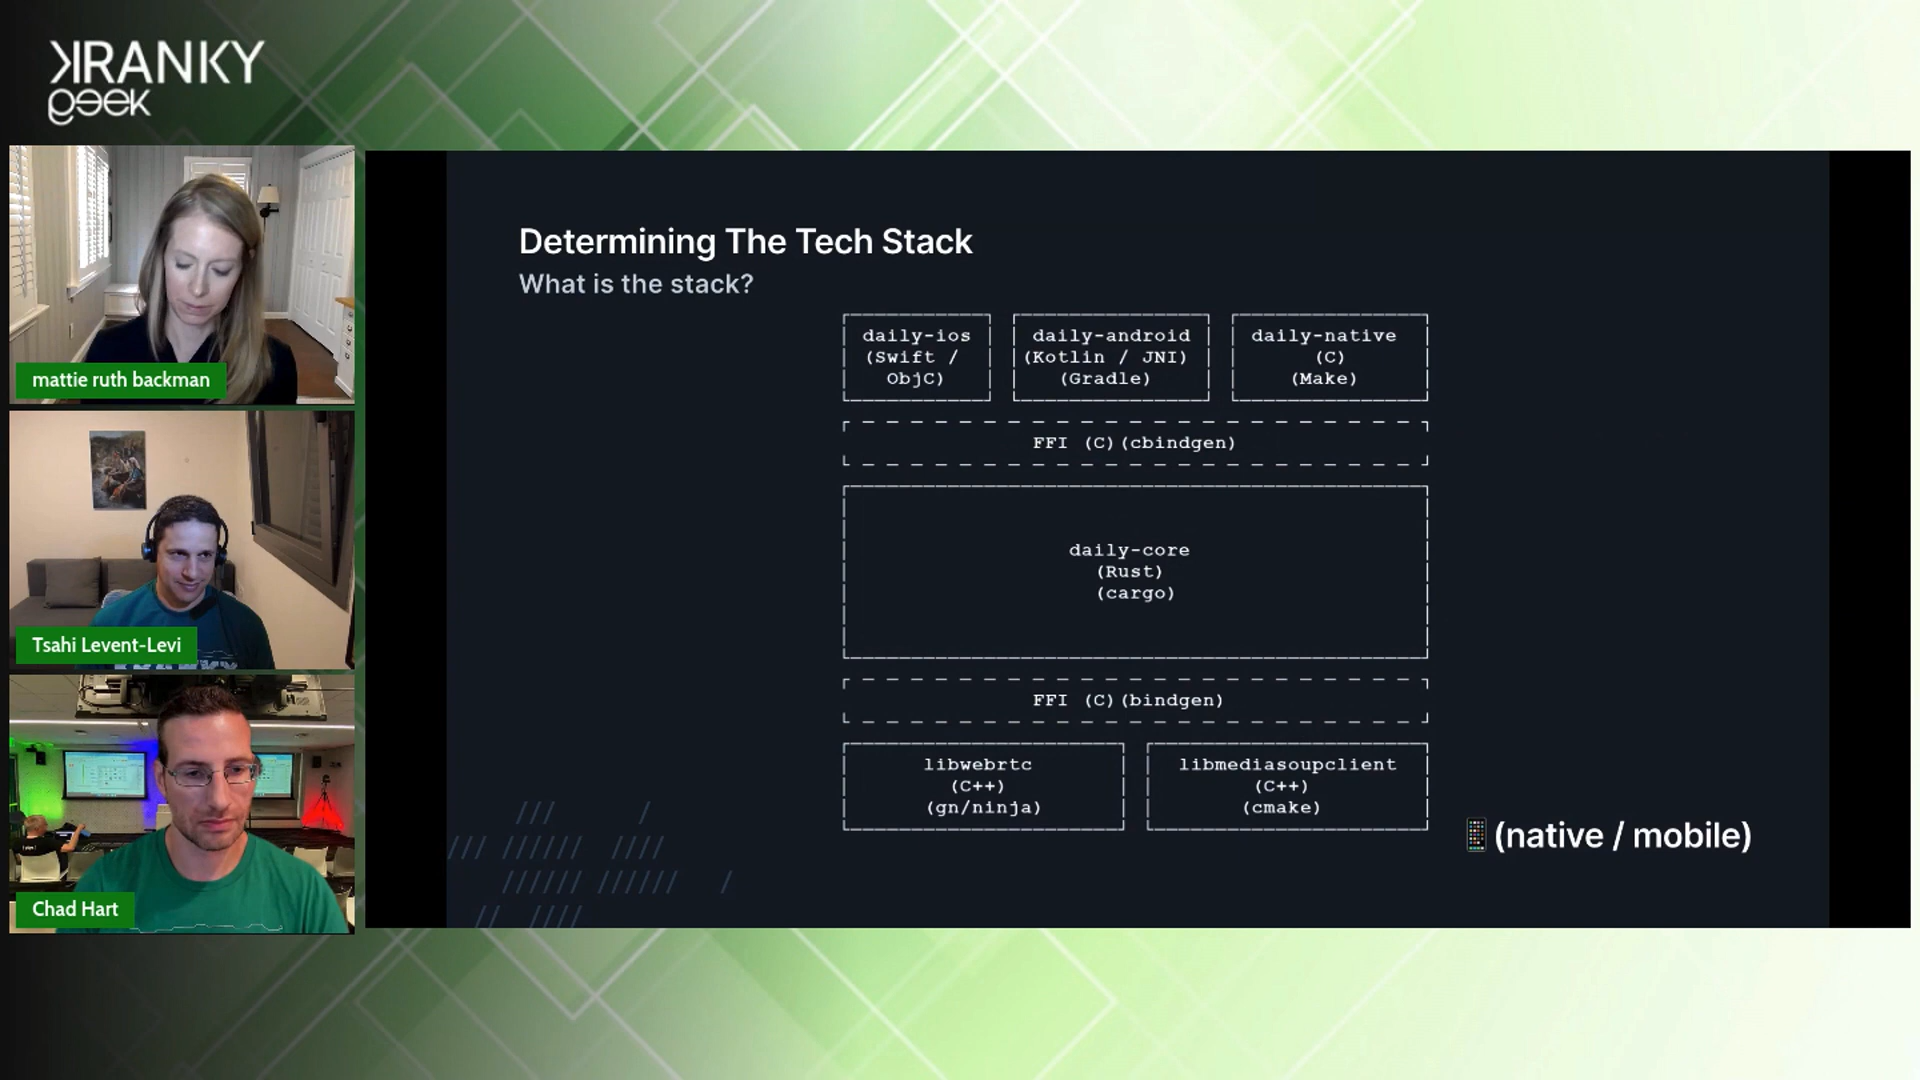 KRANKY
geek
mattie ruth backman
Tsahi Levent-Levi
Chad Hart
Determining The Tech Stack
What is the stack?
daily-ios
(Swift /
ObjC)
daily-android
(Kotlin / JNI)
(Gradle)
daily-native
(C)
(Make)
FFI (C)(cbindgen)
daily-core
(Rust)
(cargo)
FFI (C)(bindgen)
libwebrtc
(C++)
(gn/ninja)
libmediasoupclient
(C++)
(cmake)
(native / mobile)